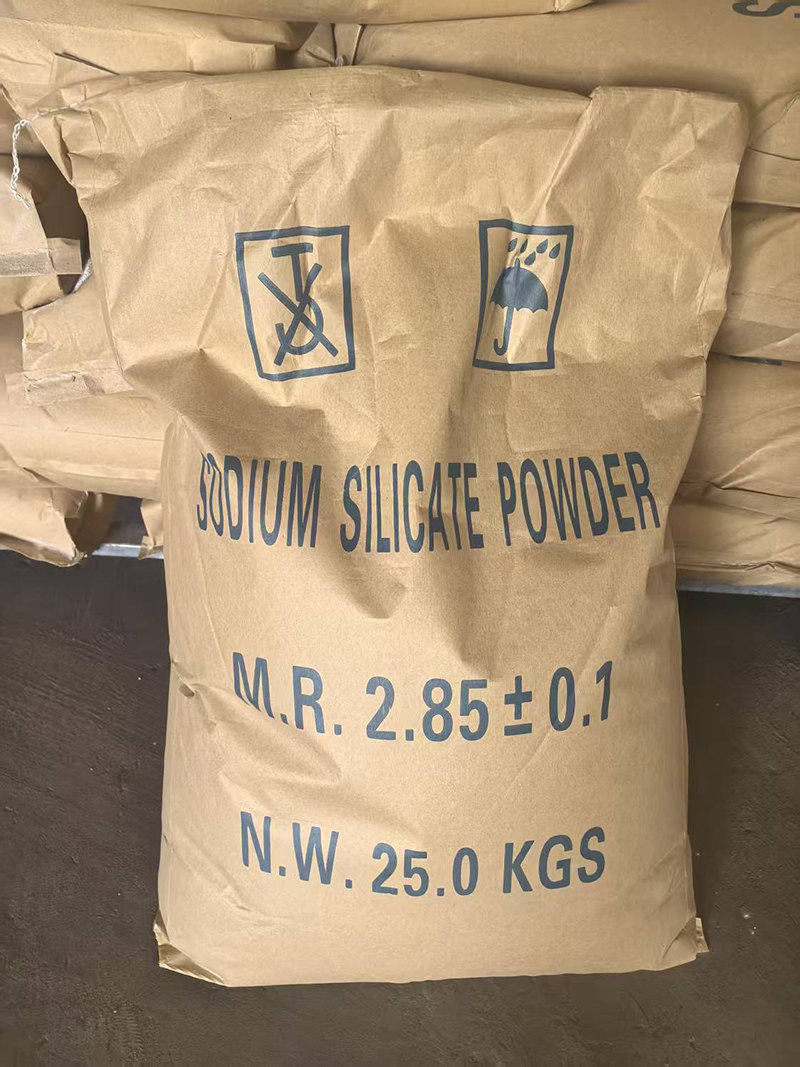 SODIUM SILICATE POWDER
M.R. 2.85±0.1
N.W. 25.0 KGS